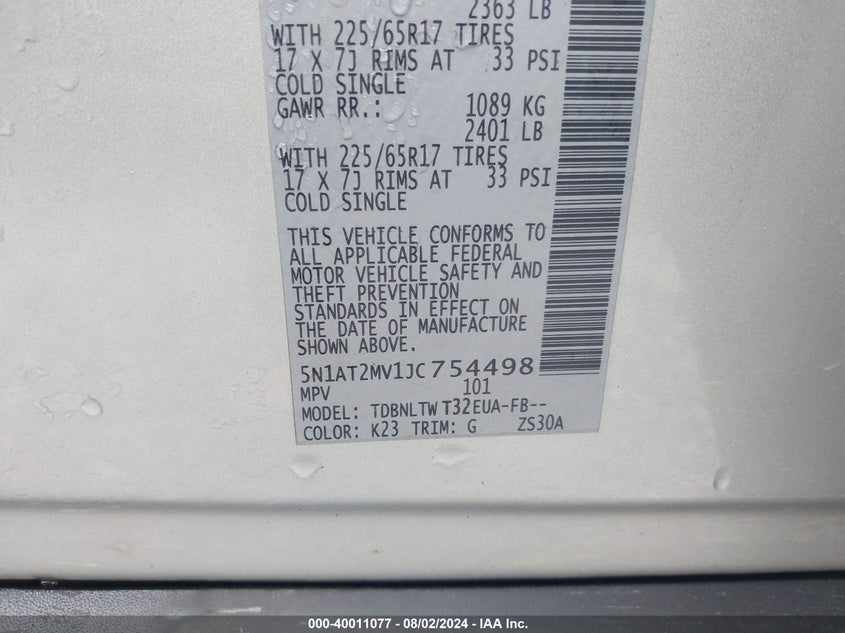 2363 LB
WITH 225/65R17 TIRES
17 X 7J RIMS AT 33 PSI
COLD SINGLE
GAWR RR.: 1089 KG
2401 LB
WITH 225/65R17 TIRES
17 X 7J RIMS AT 33 PSI
COLD SINGLE
THIS VEHICLE CONFORMS TO
ALL APPLICABLE FEDERAL
MOTOR VEHICLE SAFETY AND
THEFT PREVENTION
STANDARDS IN EFFECT ON
THE DATE OF MANUFACTURE
SHOWN ABOVE.
5N1AT2MV1JC754498
MPV 101
MODEL: TDBNLTW T32EUA-FB--
COLOR: K23 TRIM: G ZS30A
000-40011077 - 08/02/2024 - IAA Inc.